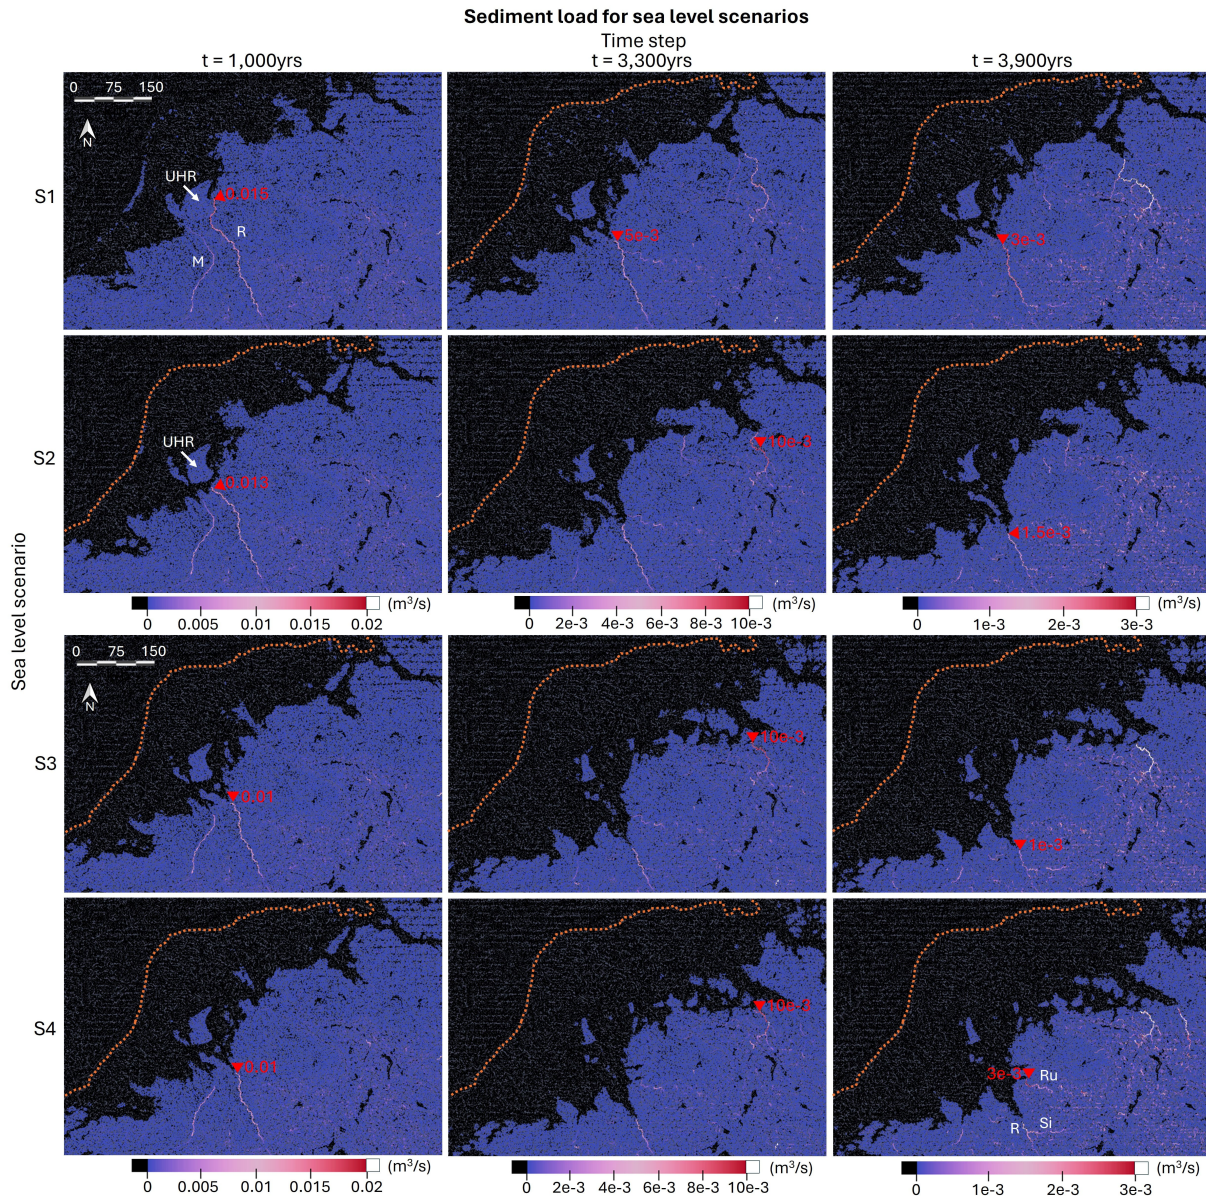 Sediment load for sea level scenarios
Time step
t = 1,000yrs t = 3,300yrs t = 3,900yrs
Sea level scenario
S1
0 75 150
N
UHR
0.018
R
M
5e-3
3e-3
S2
UHR
0.013
10e-3
1.5e-3
(m³/s) (m³/s) (m³/s)
0 0.005 0.01 0.015 0.02 0 2e-3 4e-3 6e-3 8e-3 10e-3 0 1e-3 2e-3 3e-3
S3
0 75 150
N
0.01
10e-3
1e-3
S4
0.01
10e-3
3e-3 Ru
R Si
(m³/s) (m³/s) (m³/s)
0 0.005 0.01 0.015 0.02 0 2e-3 4e-3 6e-3 8e-3 10e-3 0 1e-3 2e-3 3e-3